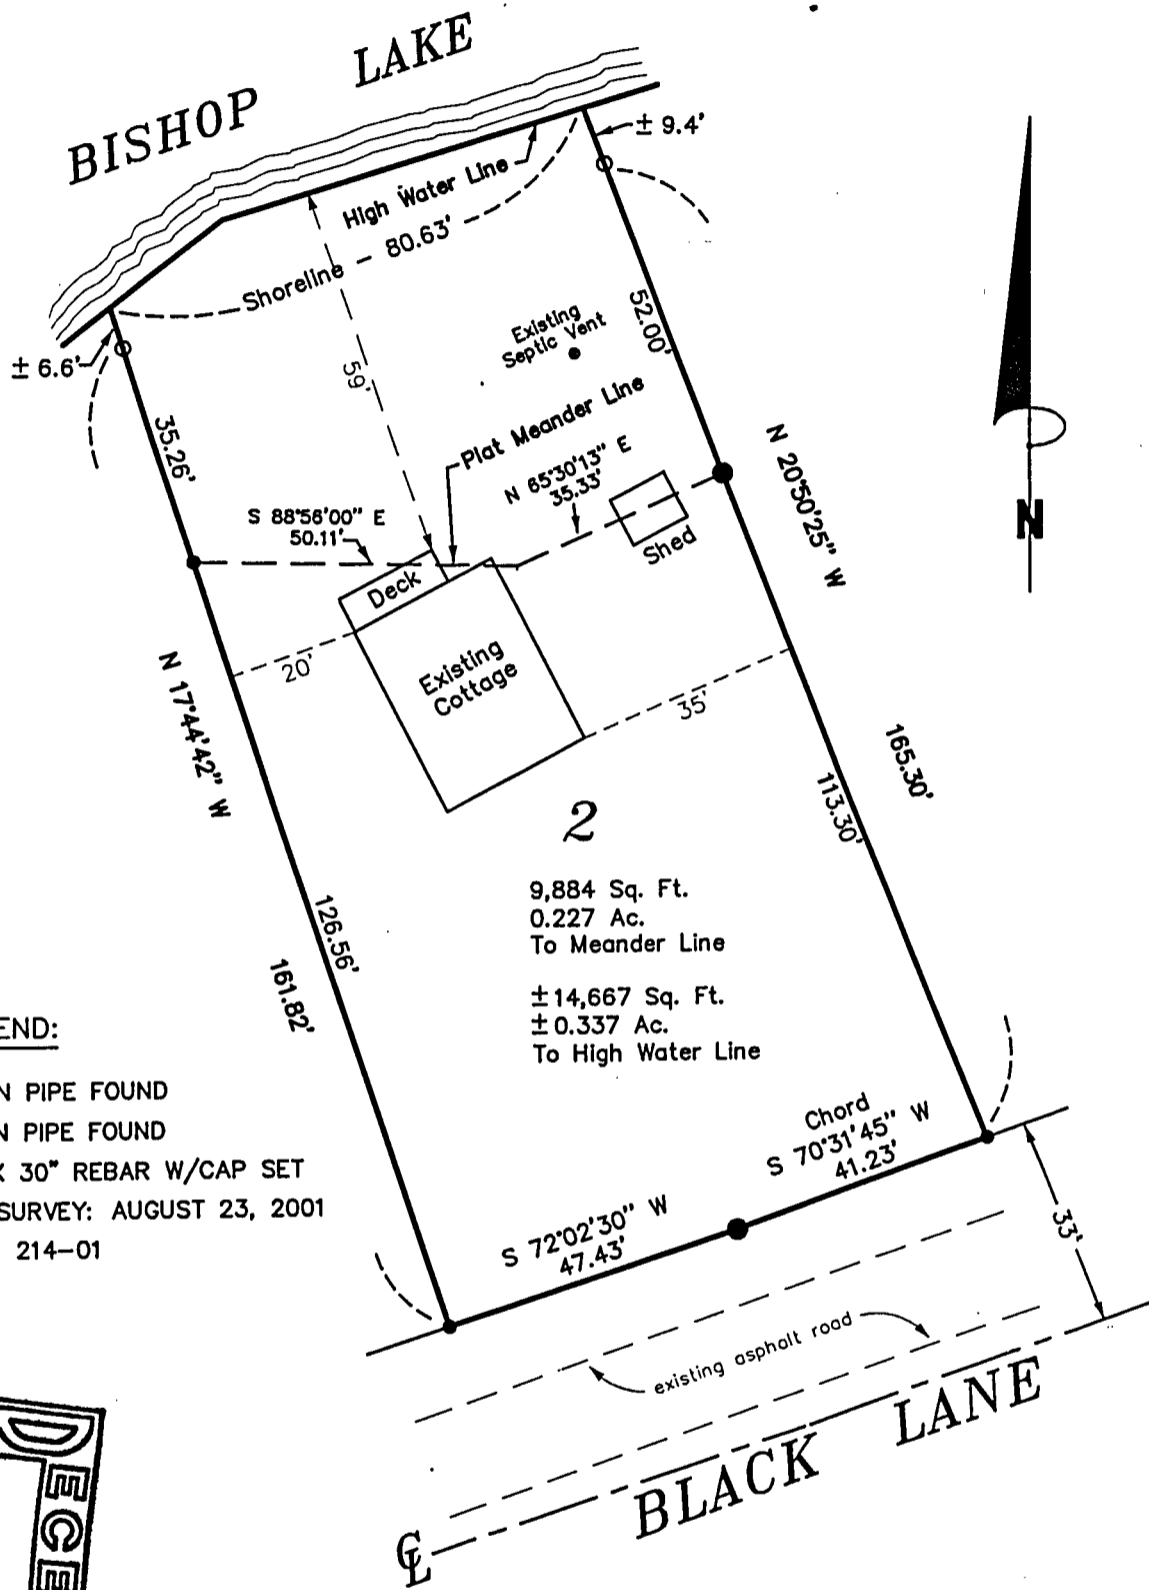 BISHOP LAKE
± 9.4'
High Water Line
Shoreline - 80.63'
± 6.6'
59'
Existing
Septic Vent
52.00'
35.26'
Plat Meander Line
N 65°30'13" E
35.33'
S 88°56'00" E
50.11'
Shed
N 20°50'25" W
N
Deck
20'
Existing
Cottage
35'
N 17°44'42" W
165.30'
113.30'
2
9,884 Sq. Ft.
0.227 Ac.
To Meander Line
126.56'
161.82'
±14,667 Sq. Ft.
±0.337 Ac.
To High Water Line
END:
N PIPE FOUND
N PIPE FOUND
X 30" REBAR W/CAP SET
SURVEY: AUGUST 23, 2001
214-01
Chord
S 70°31'45" W
41.23'
S 72°02'30" W
47.43'
33'
existing asphalt road
BLACK LANE
CL
DECE